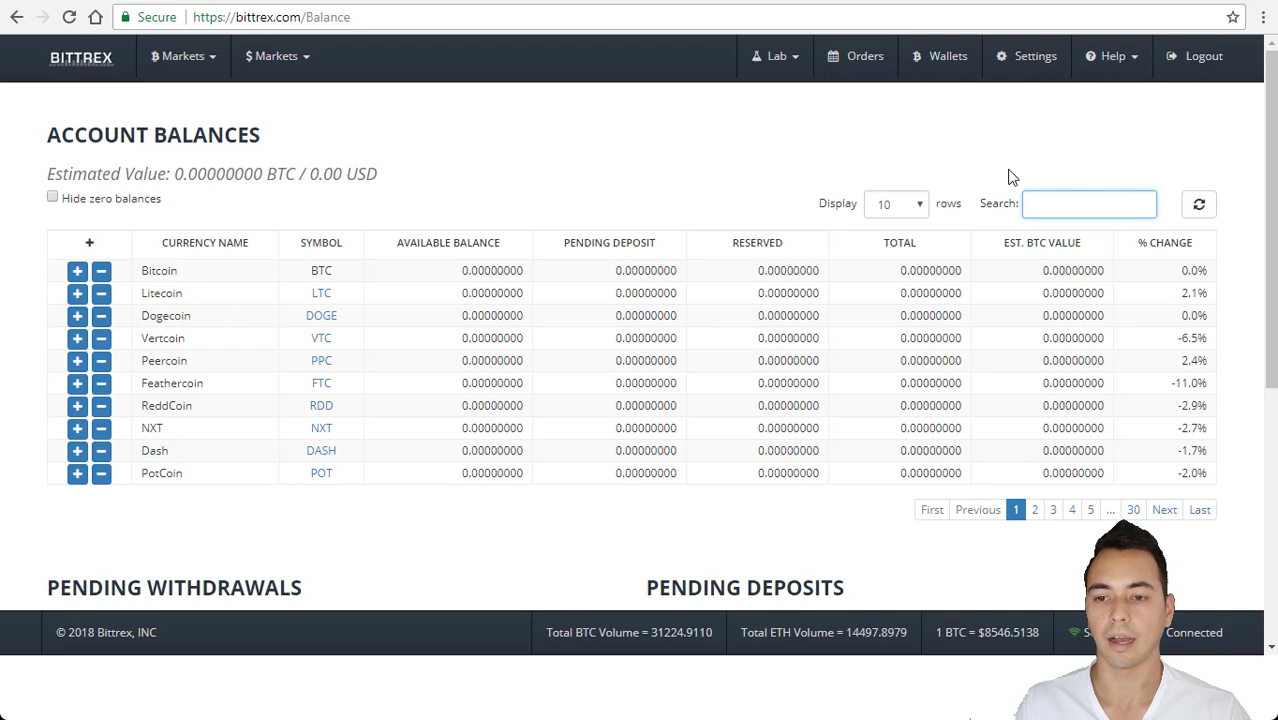 Secure https://bittrex.com/Balance
BITTREX Markets $ Markets Lab Orders Wallets Settings Help Logout
ACCOUNT BALANCES
Estimated Value: 0.00000000 BTC / 0.00 USD
Hide zero balances Display 10 rows Search:
+ CURRENCY NAME SYMBOL AVAILABLE BALANCE PENDING DEPOSIT RESERVED TOTAL EST. BTC VALUE % CHANGE
Bitcoin BTC 0.00000000 0.00000000 0.00000000 0.00000000 0.00000000 0.0%
Litecoin LTC 0.00000000 0.00000000 0.00000000 0.00000000 0.00000000 2.1%
Dogecoin DOGE 0.00000000 0.00000000 0.00000000 0.00000000 0.00000000 0.0%
Vertcoin VTC 0.00000000 0.00000000 0.00000000 0.00000000 0.00000000 -6.5%
Peercoin PPC 0.00000000 0.00000000 0.00000000 0.00000000 0.00000000 2.4%
Feathercoin FTC 0.00000000 0.00000000 0.00000000 0.00000000 0.00000000 -11.0%
ReddCoin RDD 0.00000000 0.00000000 0.00000000 0.00000000 0.00000000 -2.9%
NXT NXT 0.00000000 0.00000000 0.00000000 0.00000000 0.00000000 -2.7%
Dash DASH 0.00000000 0.00000000 0.00000000 0.00000000 0.00000000 -1.7%
PotCoin POT 0.00000000 0.00000000 0.00000000 0.00000000 0.00000000 -2.0%
First Previous 1 2 3 4 5 ... 30 Next Last
PENDING WITHDRAWALS PENDING DEPOSITS
© 2018 Bittrex, INC Total BTC Volume = 31224.9110 Total ETH Volume = 14497.8979 1 BTC = $8546.5138 Connected